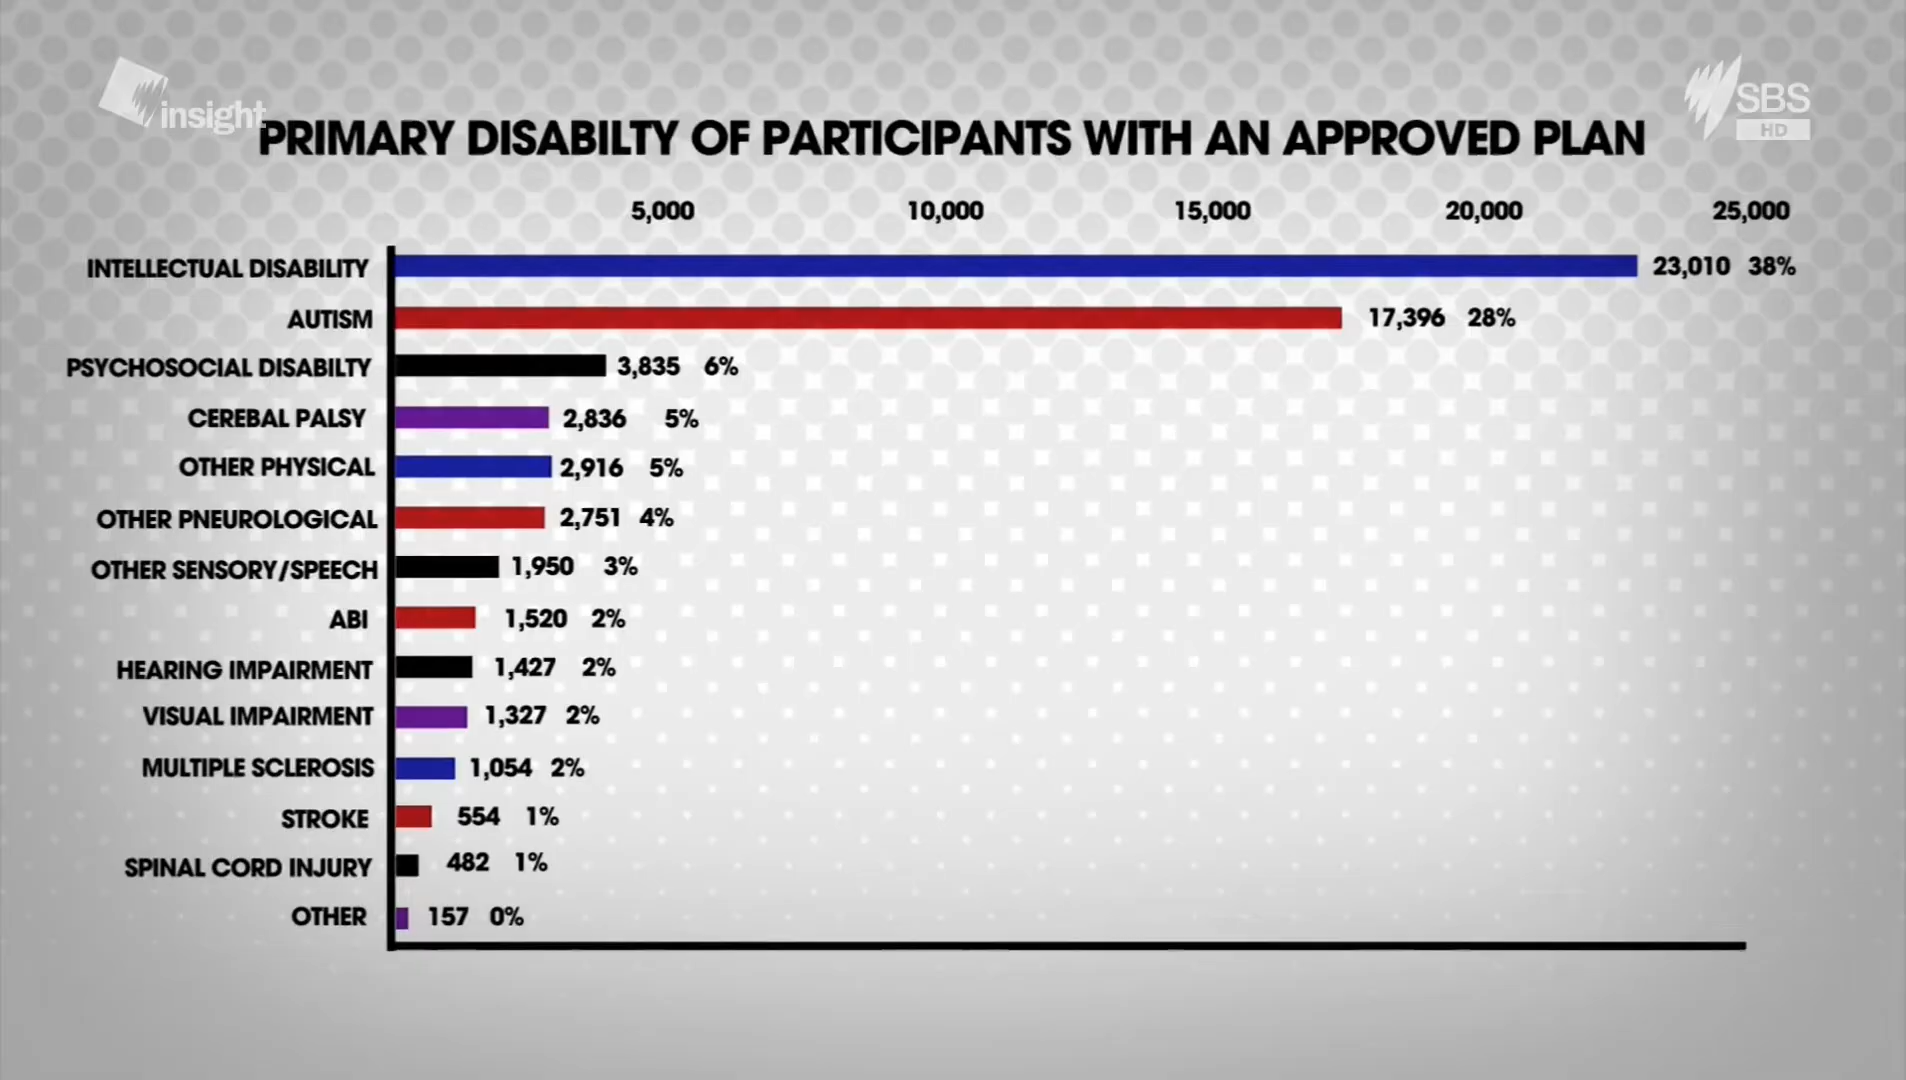 insight
SBS
HD
PRIMARY DISABILTY OF PARTICIPANTS WITH AN APPROVED PLAN
5,000 10,000 15,000 20,000 25,000
INTELLECTUAL DISABILITY 23,010 38%
AUTISM 17,396 28%
PSYCHOSOCIAL DISABILTY 3,835 6%
CEREBAL PALSY 2,836 5%
OTHER PHYSICAL 2,916 5%
OTHER PNEUROLOGICAL 2,751 4%
OTHER SENSORY/SPEECH 1,950 3%
ABI 1,520 2%
HEARING IMPAIRMENT 1,427 2%
VISUAL IMPAIRMENT 1,327 2%
MULTIPLE SCLEROSIS 1,054 2%
STROKE 554 1%
SPINAL CORD INJURY 482 1%
OTHER 157 0%